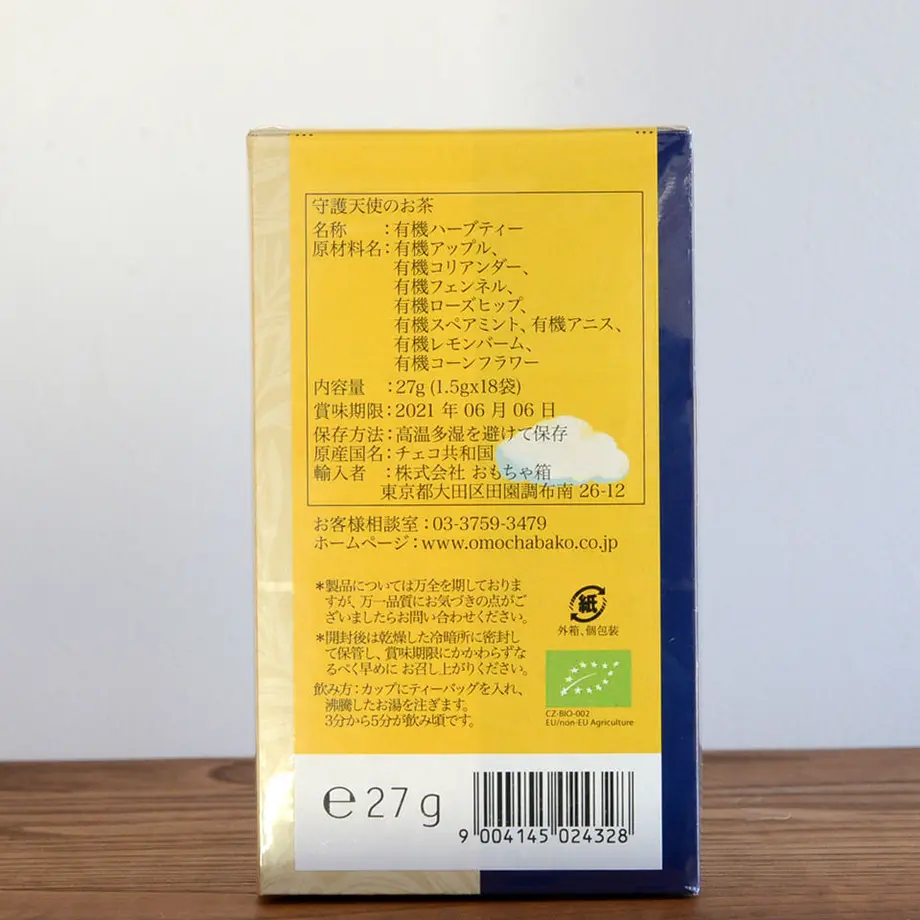 守護天使のお茶
名称　　：有機ハーブティー
原材料名：有機アップル、
有機コリアンダー、
有機フェンネル、
有機ローズヒップ、
有機スペアミント、有機アニス、
有機レモンバーム、
有機コーンフラワー
内容量　：27g (1.5gx18袋)
賞味期限：2021 年 06 月 06 日
保存方法：高温多湿を避けて保存
原産国名：チェコ共和国
輸入者　：株式会社 おもちゃ箱
東京都大田区田園調布南 26-12
お客様相談室：03-3759-3479
ホームページ：www.omochabako.co.jp
＊製品については万全を期しておりま
すが、万一品質にお気づきの点がご
ざいましたらお問い合わせください。
＊開封後は乾燥した冷暗所に密封し
て保管し、賞味期限にかかわらずな
るべく早めに お召し上がりください。
飲み方：カップにティーバッグを入れ、
沸騰したお湯を注ぎます。
3分から5分が飲み頃です。
紙
外箱、個包装
CZ-BIO-002
EU/non-EU Agriculture
℮27g
9 004145 024328